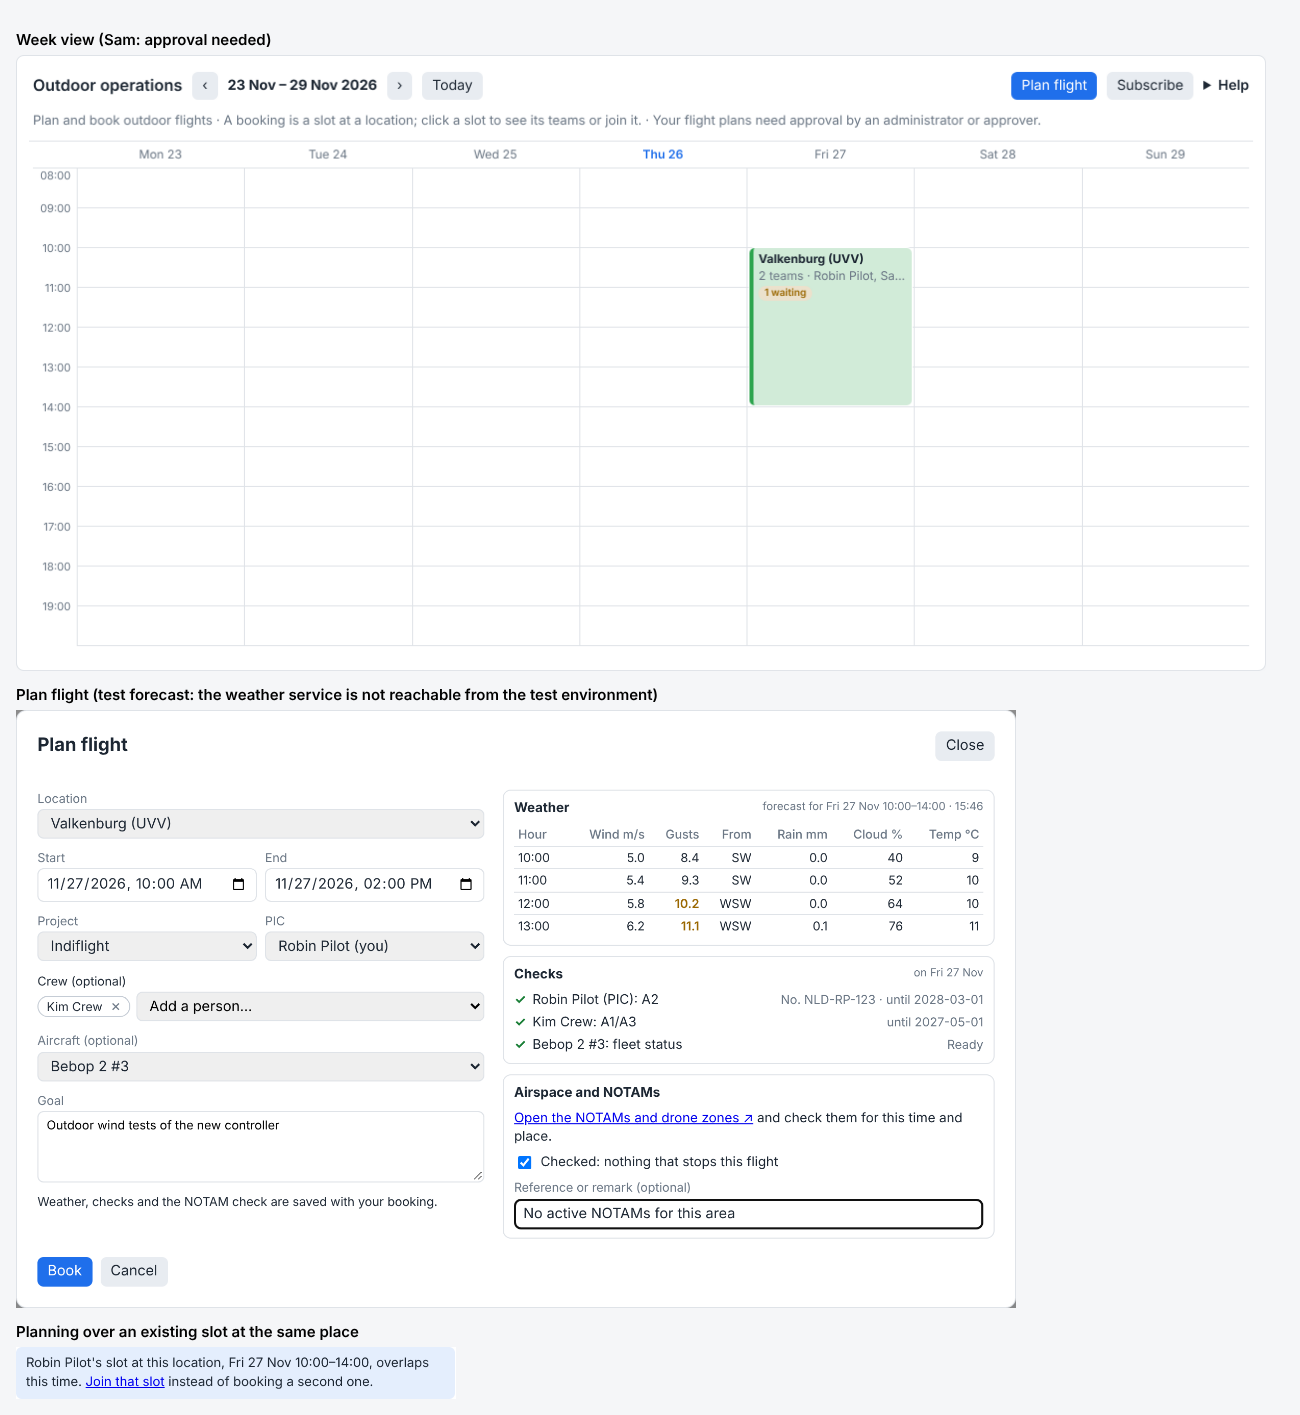 Week view (Sam: approval needed)
Outdoor operations ‹ 23 Nov – 29 Nov 2026 › Today Plan flight Subscribe ▶ Help
Plan and book outdoor flights · A booking is a slot at a location; click a slot to see its teams or join it. · Your flight plans need approval by an administrator or approver.
Mon 23 Tue 24 Wed 25 Thu 26 Fri 27 Sat 28 Sun 29
08:00
09:00
10:00
Valkenburg (UVV)
2 teams · Robin Pilot, Sa...
11:00
1 waiting
12:00
13:00
14:00
15:00
16:00
17:00
18:00
19:00
Plan flight (test forecast: the weather service is not reachable from the test environment)
Plan flight
Close
Location
Valkenburg (UVV)
Start End
11/27/2026, 10:00 AM 11/27/2026, 02:00 PM
Project PIC
Indiflight Robin Pilot (you)
Crew (optional)
Kim Crew × Add a person...
Aircraft (optional)
Bebop 2 #3
Goal
Outdoor wind tests of the new controller
Weather, checks and the NOTAM check are saved with your booking.
Book Cancel
Weather forecast for Fri 27 Nov 10:00–14:00 · 15:46
Hour Wind m/s Gusts From Rain mm Cloud % Temp °C
10:00 5.0 8.4 SW 0.0 40 9
11:00 5.4 9.3 SW 0.0 52 10
12:00 5.8 10.2 WSW 0.0 64 10
13:00 6.2 11.1 WSW 0.1 76 11
Checks on Fri 27 Nov
✓ Robin Pilot (PIC): A2 No. NLD-RP-123 · until 2028-03-01
✓ Kim Crew: A1/A3 until 2027-05-01
✓ Bebop 2 #3: fleet status Ready
Airspace and NOTAMs
Open the NOTAMs and drone zones ↗ and check them for this time and
place.
Checked: nothing that stops this flight
Reference or remark (optional)
No active NOTAMs for this area
Planning over an existing slot at the same place
Robin Pilot's slot at this location, Fri 27 Nov 10:00–14:00, overlaps
this time. Join that slot instead of booking a second one.